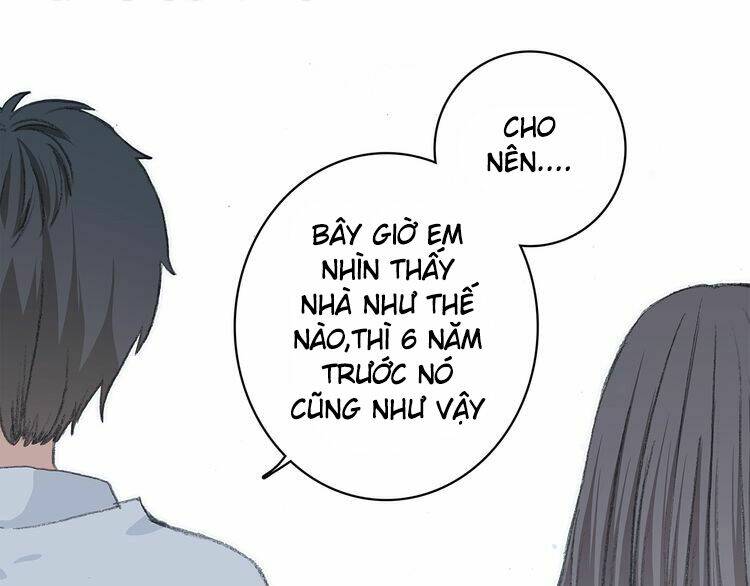 CHO
NÊN....
BÂY GIỜ EM
NHÌN THẤY
NHÀ NHƯ THẾ
NÀO,THÌ 6 NĂM
TRƯỚC NÓ
CŨNG NHƯ VẬY